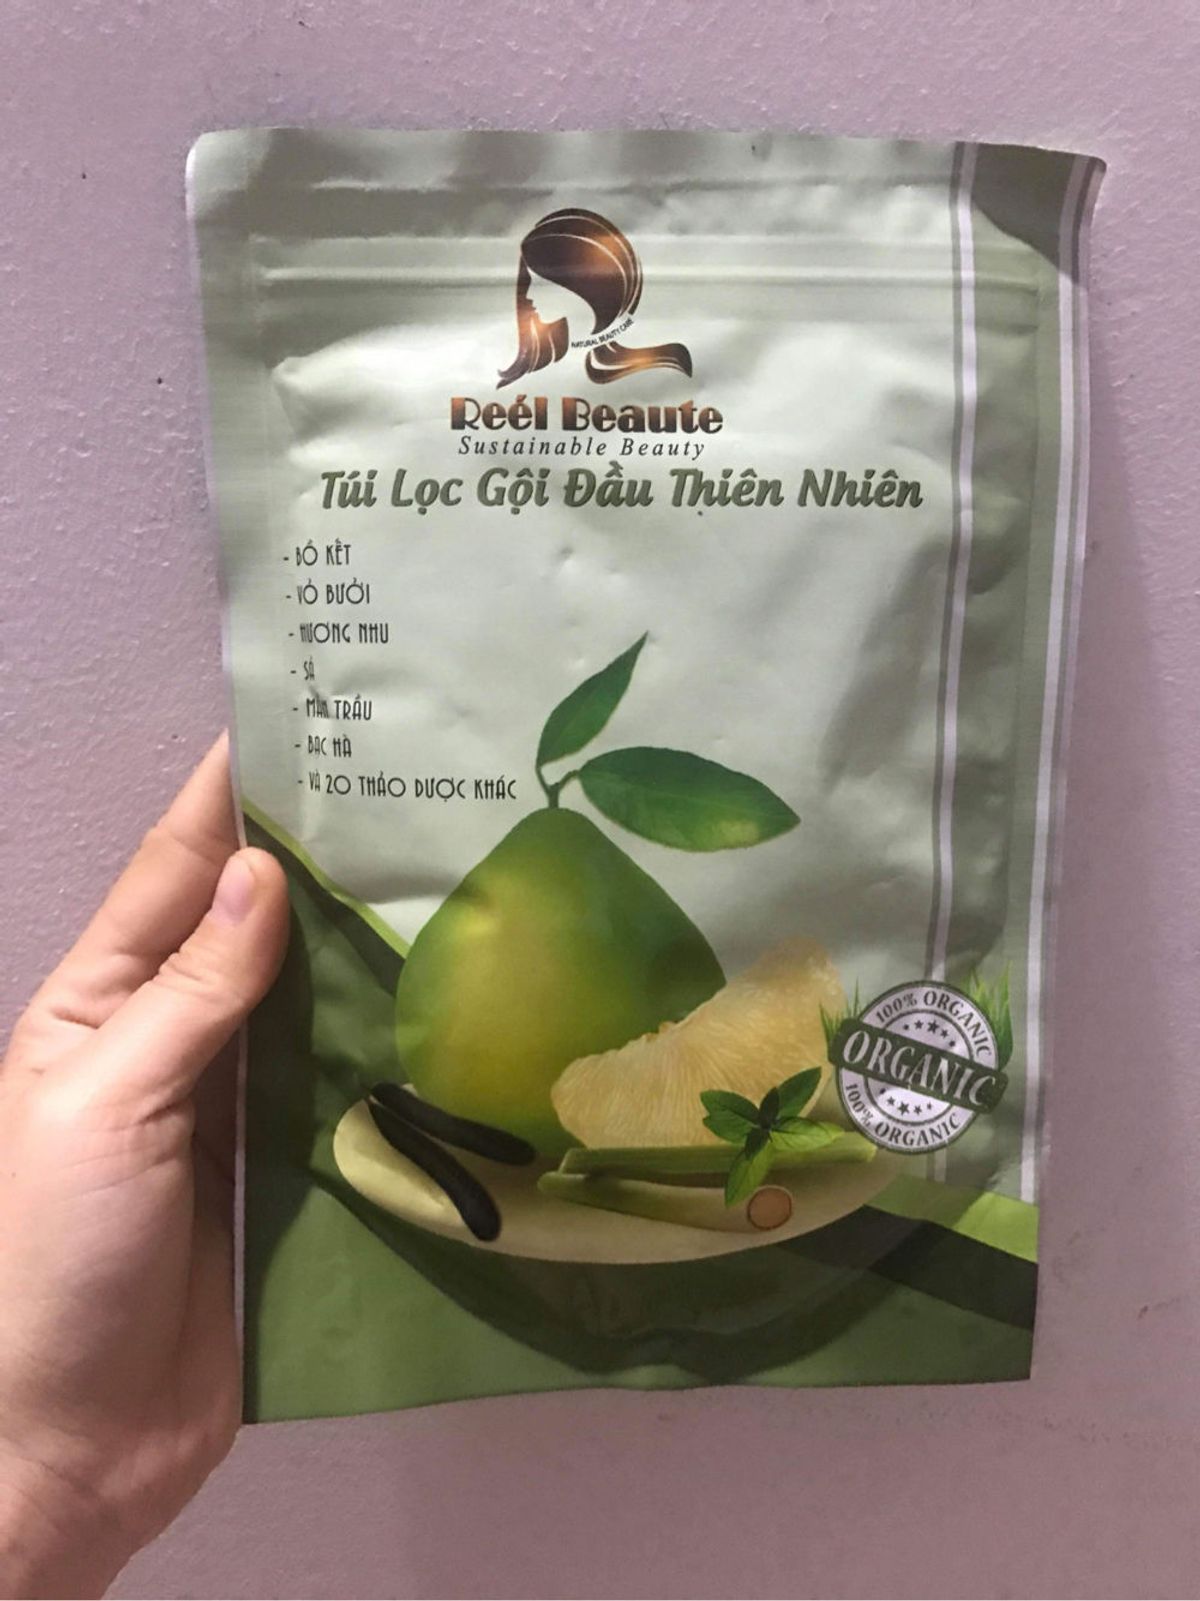 NATURAL BEAUTY CARE
Reél Beaute
Sustainable Beauty
Túi Lọc Gội Đầu Thiên Nhiên
- BỒ KẾT
- VỎ BƯỞI
- HƯƠNG NHU
- SẢ
- MẦN TRẦU
- BẠC HÀ
- VÀ 20 THẢO DƯỢC KHÁC
100% ORGANIC
ORGANIC
100% ORGANIC